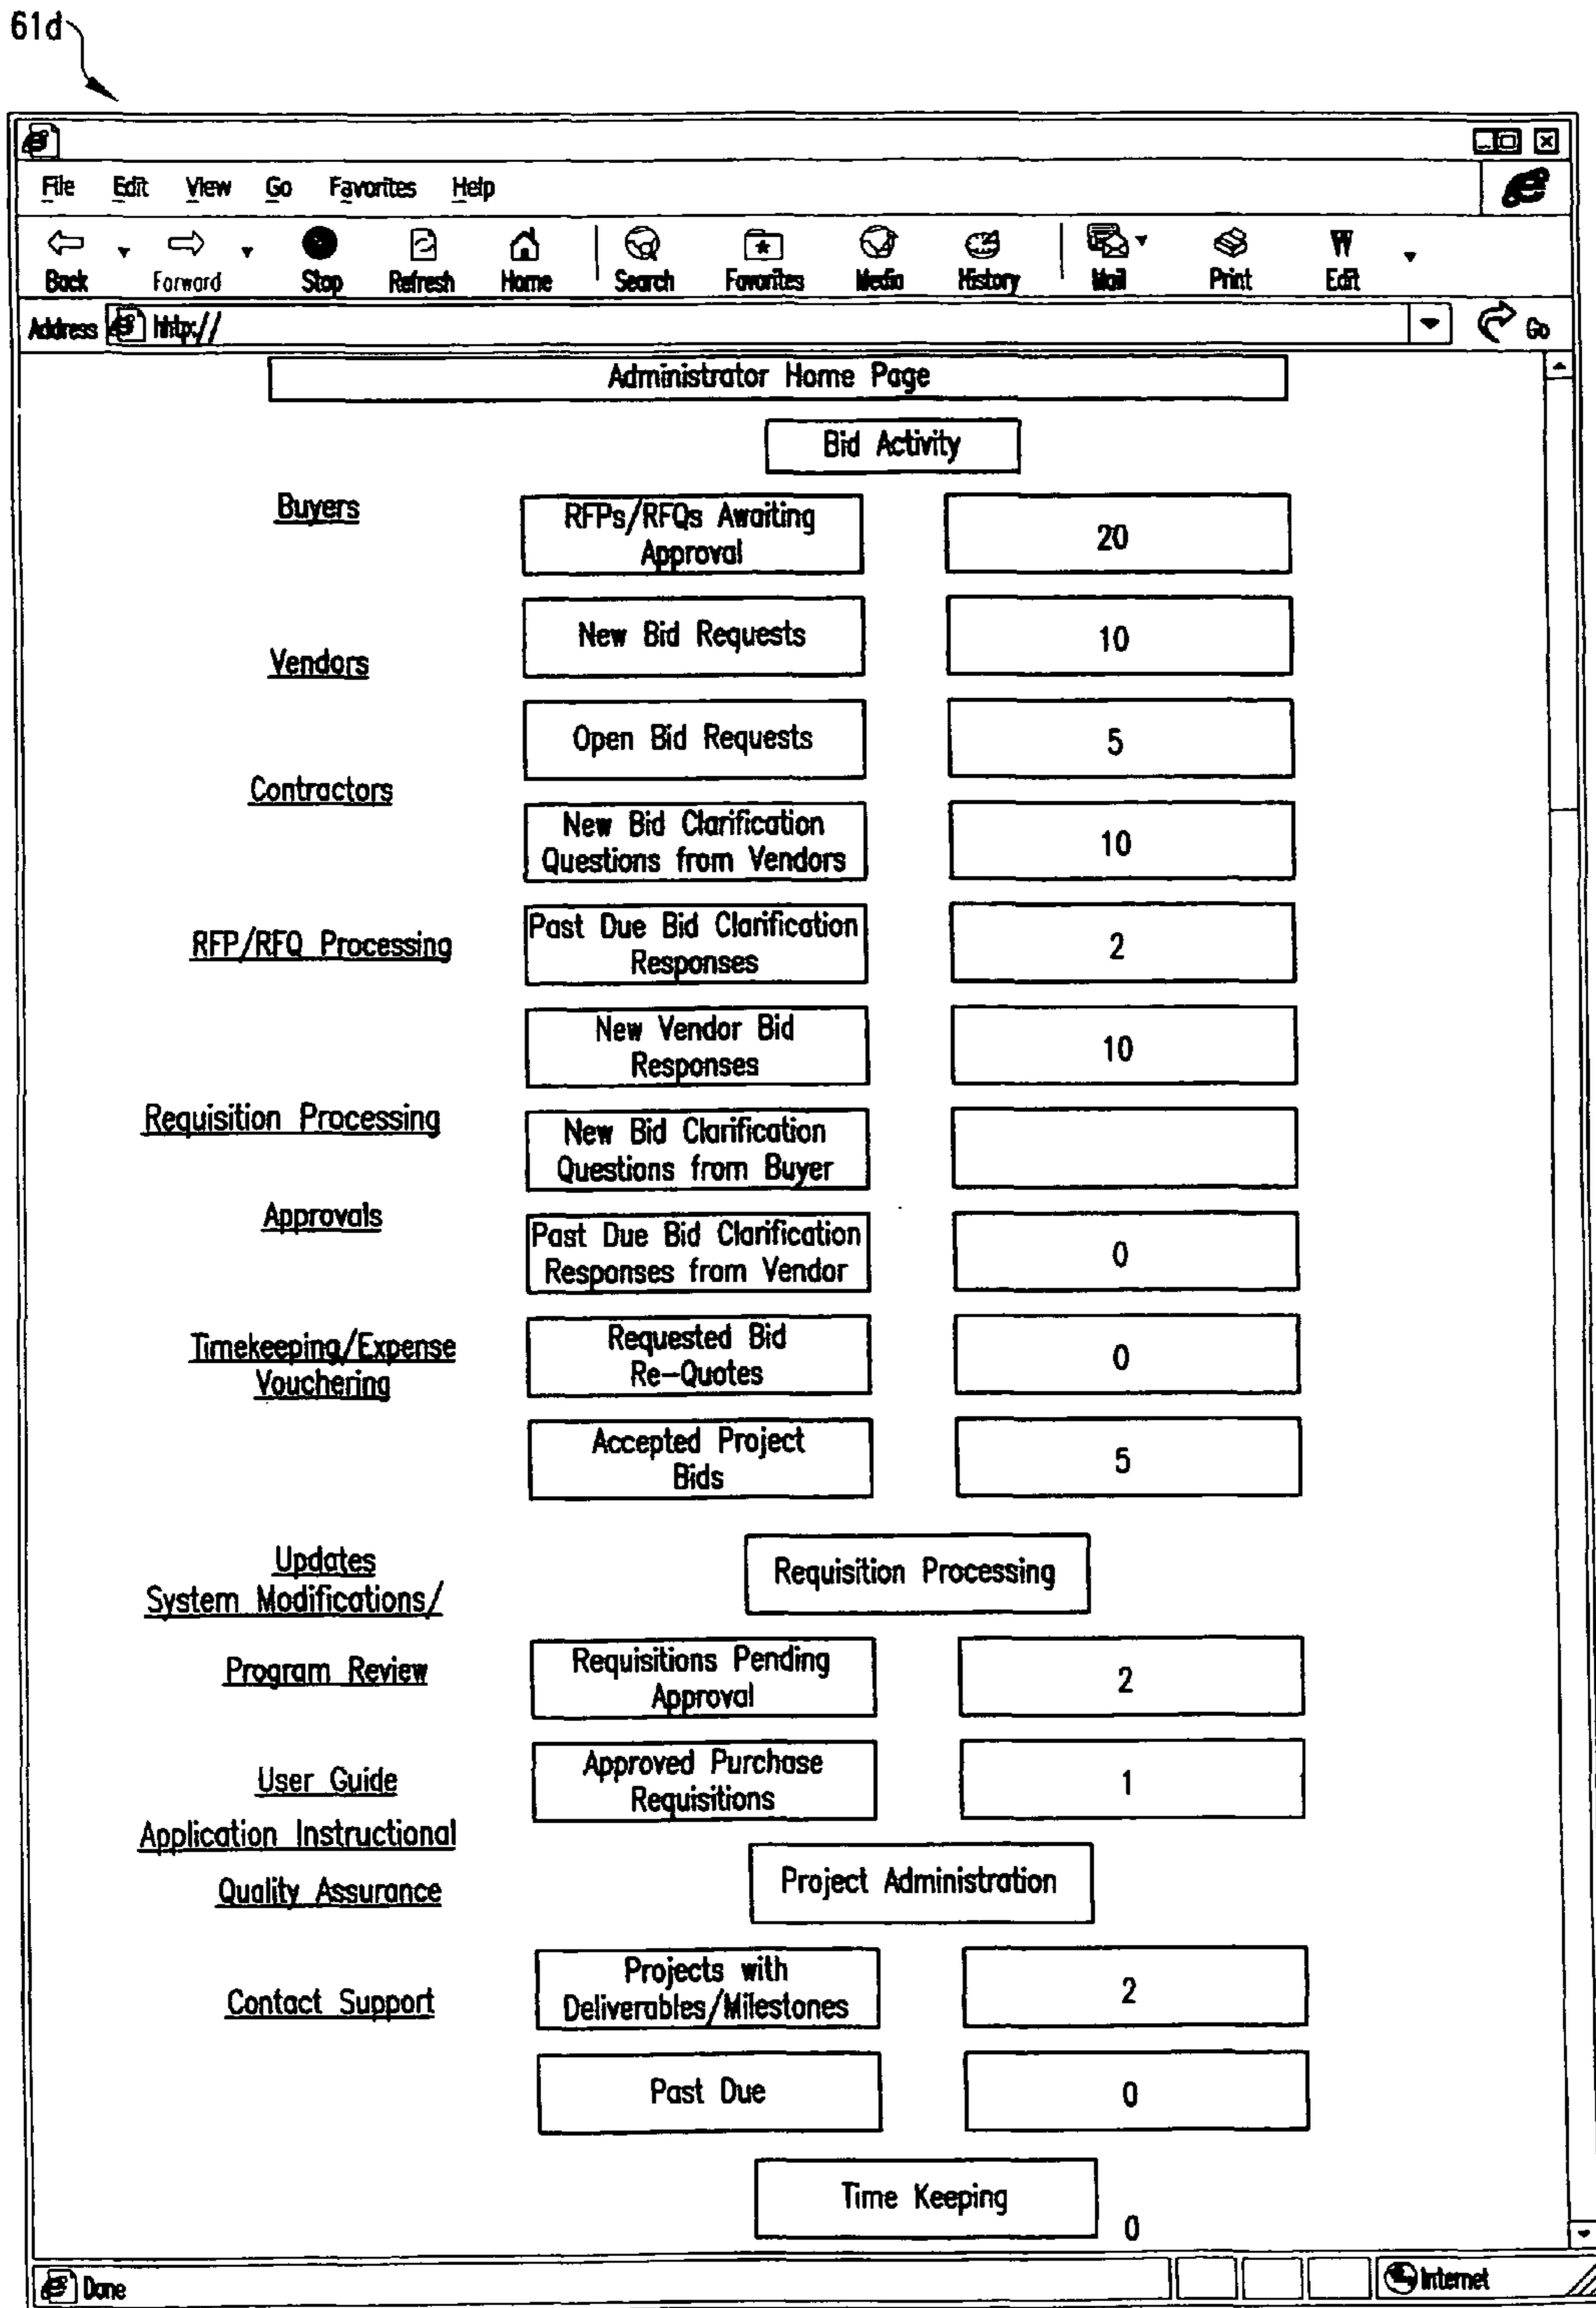 61d
File Edit View Go Favorites Help
Back Forward Stop Refresh Home Search Favorites Media History Mail Print Edit
Address http:// Go
Administrator Home Page
Bid Activity
Buyers
RFPs/RFQs Awaiting
Approval
20
New Bid Requests
10
Vendors
Open Bid Requests
5
Contractors
New Bid Clarification
Questions from Vendors
10
RFP/RFQ Processing
Past Due Bid Clarification
Responses
2
New Vendor Bid
Responses
10
Requisition Processing
New Bid Clarification
Questions from Buyer
Approvals
Past Due Bid Clarification
Responses from Vendor
0
Timekeeping/Expense
Vouchering
Requested Bid
Re-Quotes
0
Accepted Project
Bids
5
Updates
System Modifications/
Requisition Processing
Program Review
Requisitions Pending
Approval
2
User Guide
Approved Purchase
Requisitions
1
Application Instructional
Quality Assurance
Project Administration
Contact Support
Projects with
Deliverables/Milestones
2
Past Due
0
Time Keeping
0
Done Internet